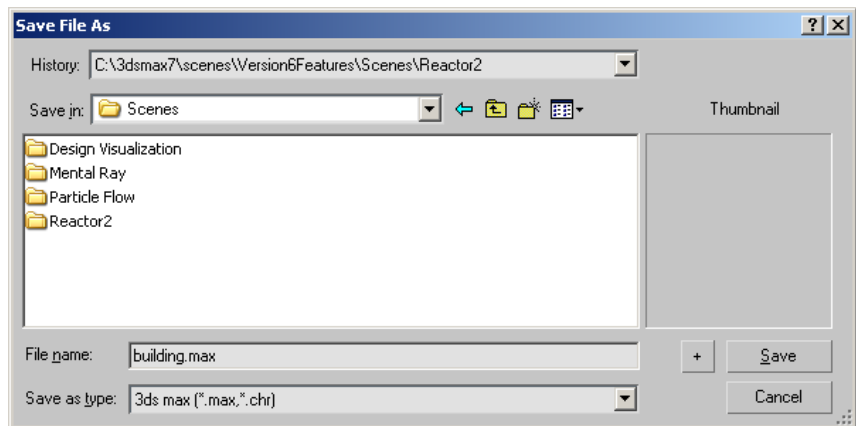 Save File As
History: C:\3dsmax7\scenes\Version6Features\Scenes\Reactor2
Save in: Scenes
Thumbnail
Design Visualization
Mental Ray
Particle Flow
Reactor2
File name: building.max
+ Save
Save as type: 3ds max (*.max,*.chr)
Cancel